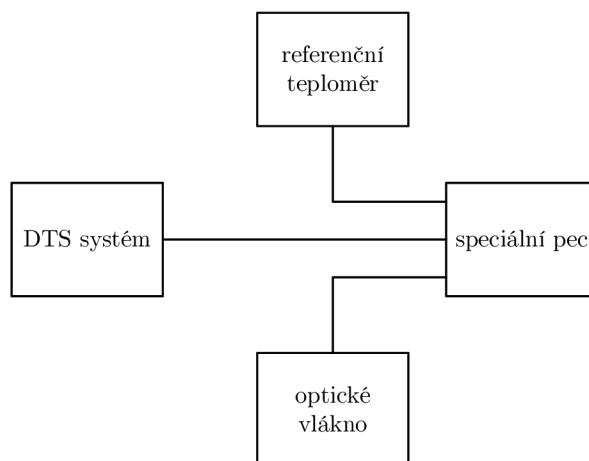 referenční
teploměr
DTS systém
speciální pec
optické
vlákno